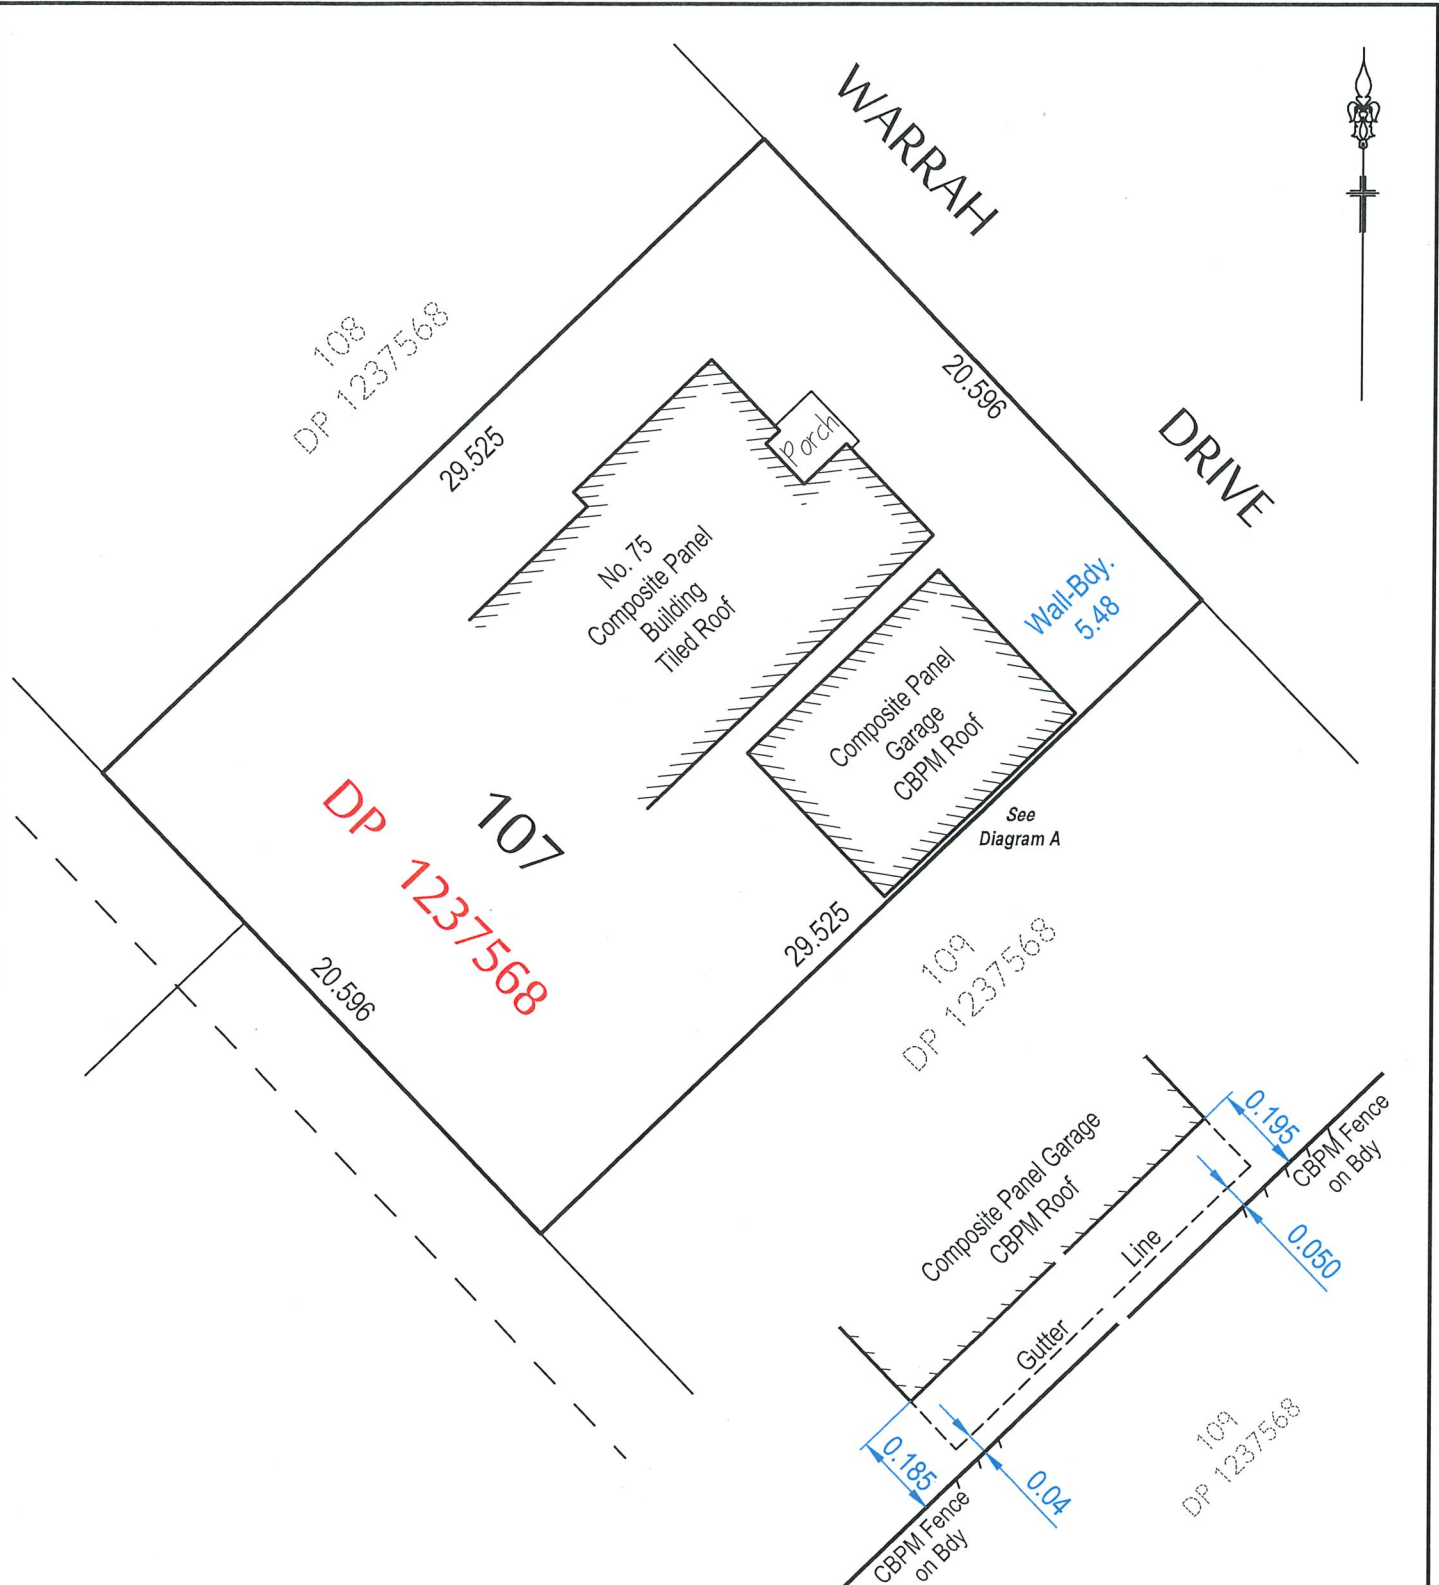 WARRAH
DRIVE
108
DP 1237568
29.525
20.596
Porch
No. 75
Composite Panel
Building
Tiled Roof
Wall-Bdy.
5.48
Composite Panel
Garage
CBPM Roof
See
Diagram A
107
DP 1237568
29.525
109
DP 1237568
20.596
Composite Panel Garage
CBPM Roof
0.195
CBPM Fence
on Bdy
Line
0.050
Gutter
0.185
0.04
CBPM Fence
on Bdy
109
DP 1237568